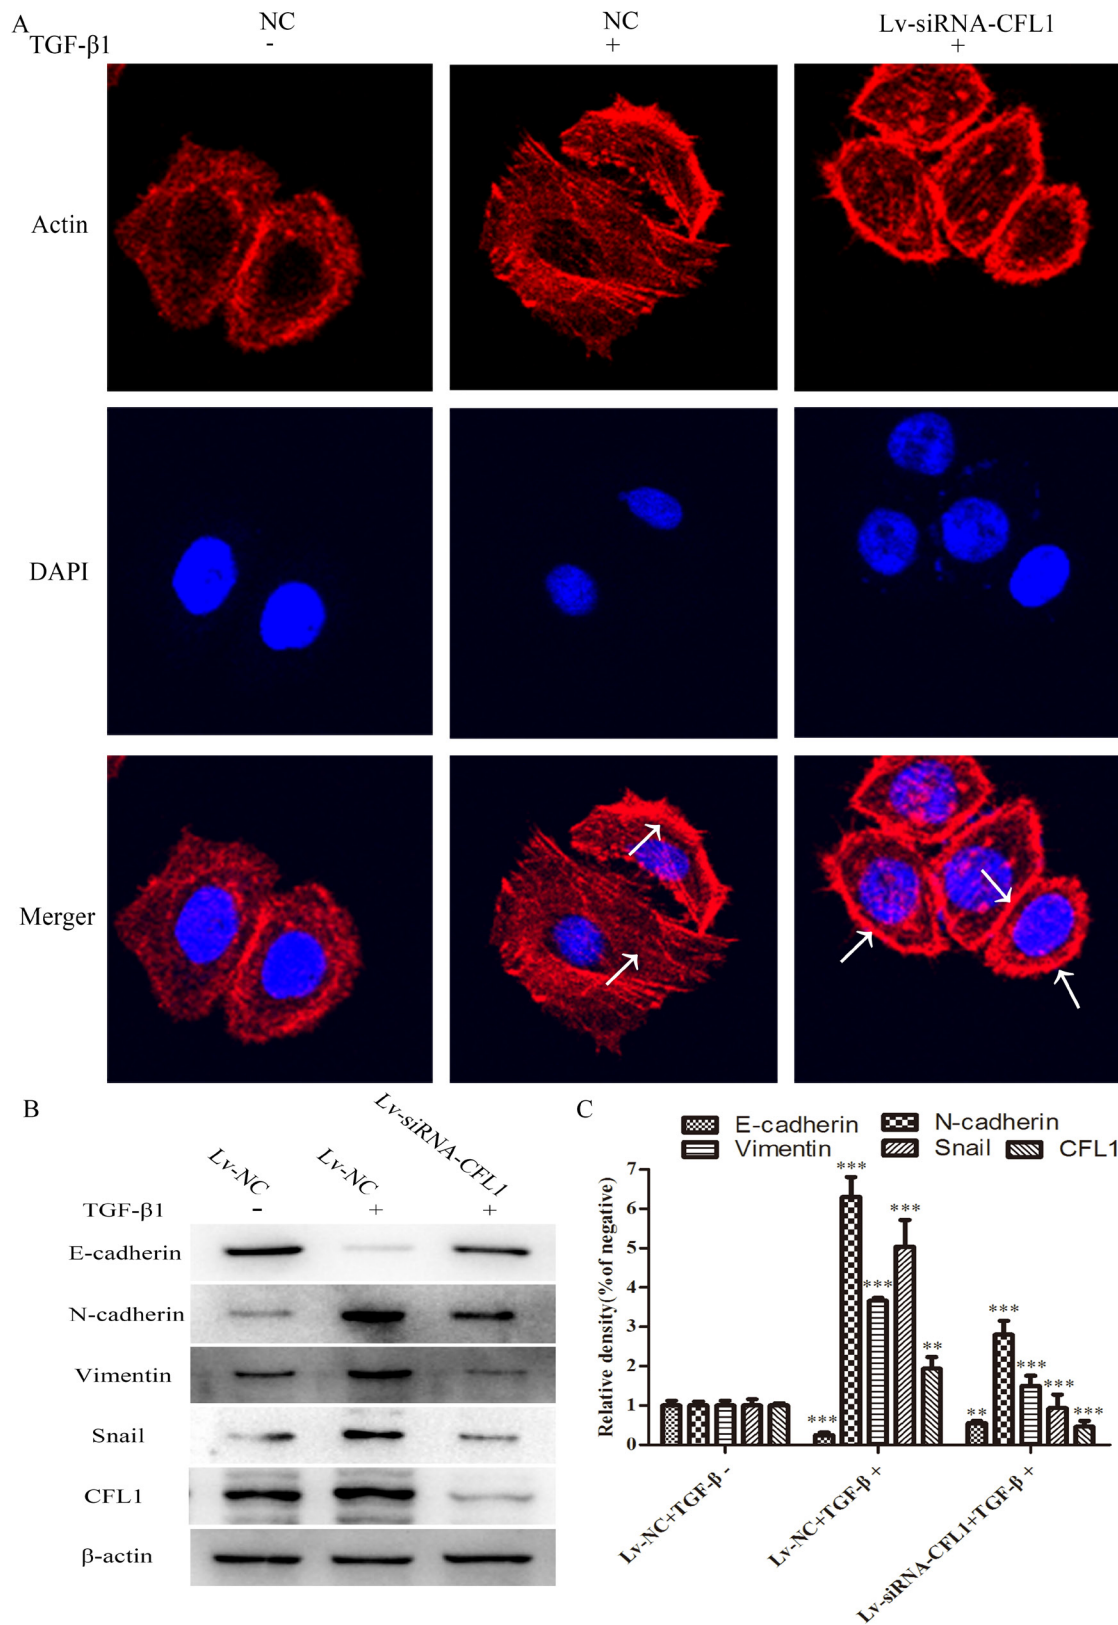 A
NC NC Lv-siRNA-CFL1
TGF-β1 - + +
Actin
DAPI
Merger
B
Lv-NC Lv-NC Lv-siRNA-CFL1
TGF-β1 - + +
E-cadherin
N-cadherin
Vimentin
Snail
CFL1
β-actin
C
E-cadherin N-cadherin
Vimentin Snail CFL1
Relative density(% of negative)
7
6
5
4
3
2
1
0
*** *** *** *** **
** *** *** *** ***
Lv-NC+TGF-β -
Lv-NC+TGF-β +
Lv-siRNA-CFL1+TGF-β +